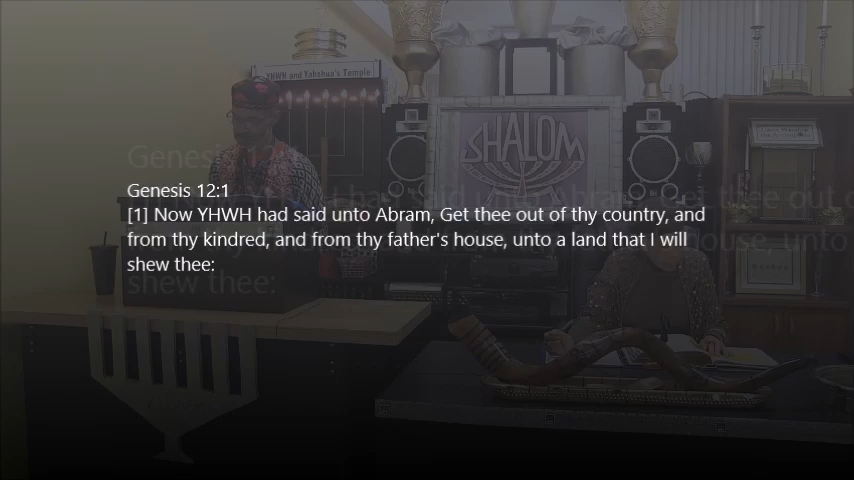 YHWH and Yahshua's Temple
SHALOM
Genesis 12:1
[1] Now YHWH had said unto Abram, Get thee out of thy country, and
from thy kindred, and from thy father's house, unto a land that I will
shew thee: